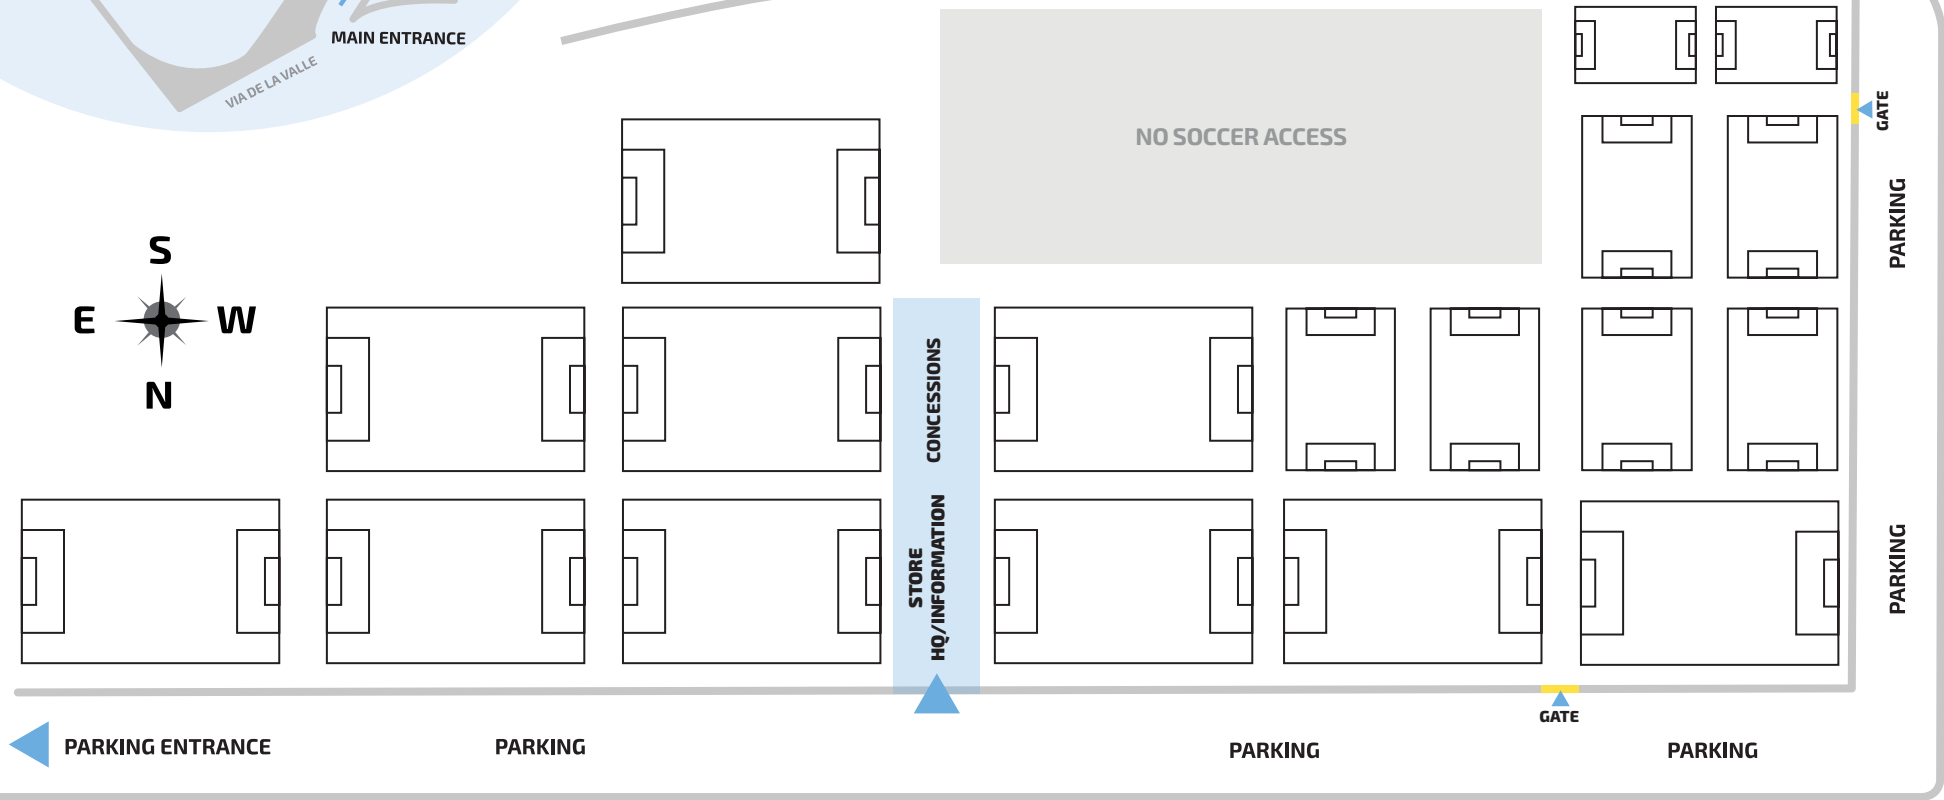 MAIN ENTRANCE
VIA DE LA VALLE
NO SOCCER ACCESS
GATE
PARKING
S
E
W
N
CONCESSIONS
STORE
HQ/INFORMATION
PARKING
GATE
PARKING ENTRANCE
PARKING
PARKING
PARKING